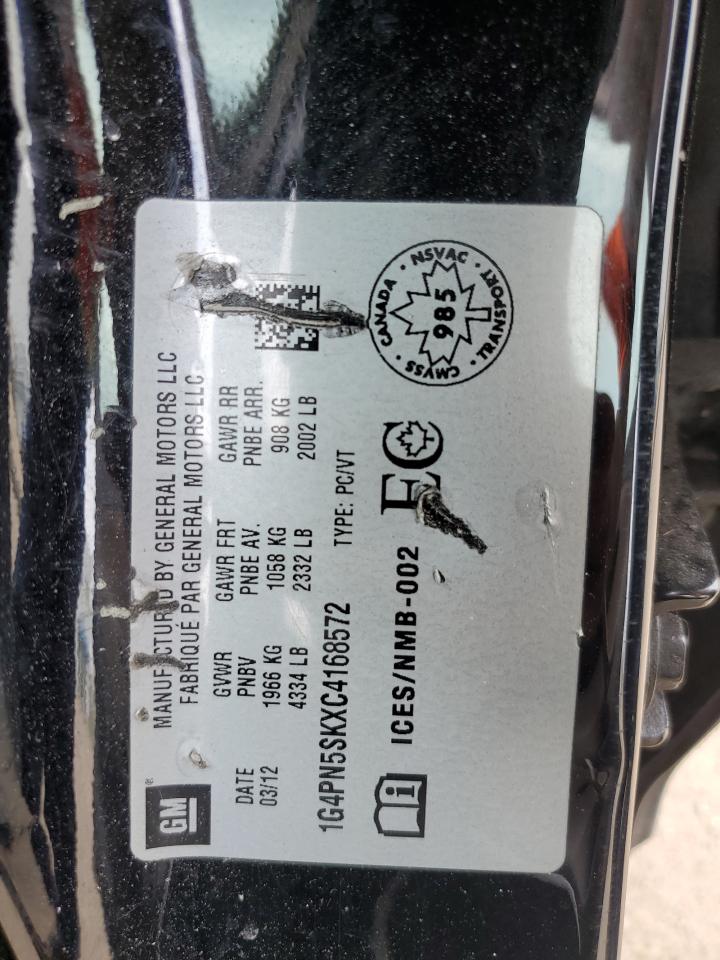 GM®
MANUFACTURED BY GENERAL MOTORS LLC
FABRIQUÉ PAR GENERAL MOTORS LLC
DATE GVWR GAWR FRT GAWR RR
03/12 PNBV PNBE AV. PNBE ARR.
1966 KG 1058 KG 908 KG
4334 LB 2332 LB 2002 LB
1G4PN5SKXC4168572 TYPE: PC/VT
ICES/NMB-002 EC
CANADA · NSVAC · TRANSPORT · CMVSS ·
985